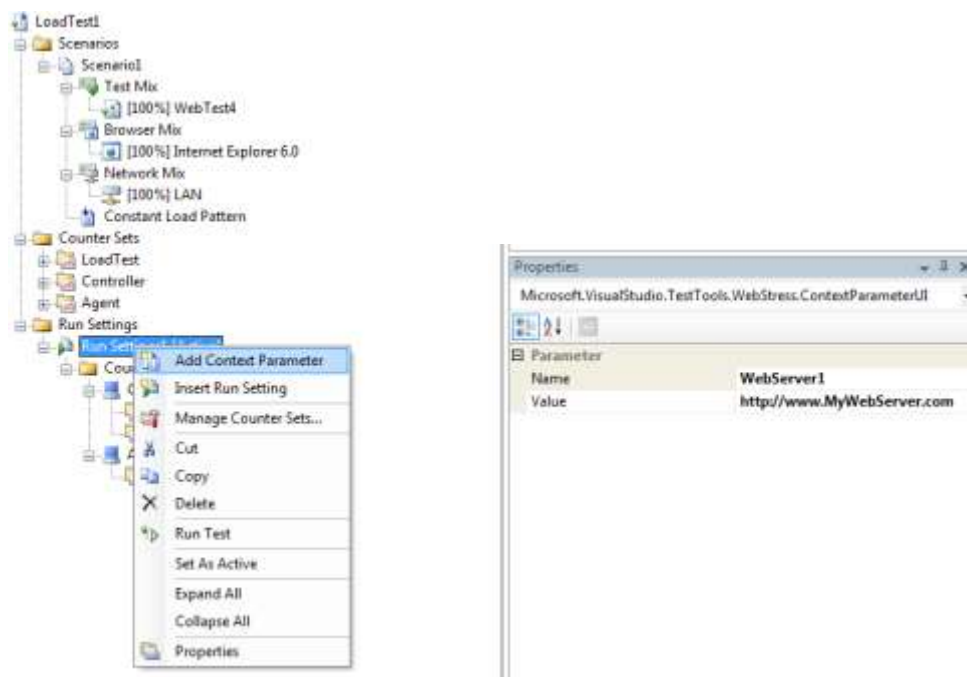 LoadTest1
Scenarios
Scenario1
Test Mix
[100%] WebTest4
Browser Mix
[100%] Internet Explorer 6.0
Network Mix
[100%] LAN
Constant Load Pattern
Counter Sets
LoadTest
Controller
Agent
Run Settings
Add Context Parameter
Insert Run Setting
Manage Counter Sets...
Cut
Copy
Delete
Run Test
Set As Active
Expand All
Collapse All
Properties
Properties
Microsoft.VisualStudio.TestTools.WebStress.ContextParameterUI
Parameter
Name WebServer1
Value http://www.MyWebServer.com